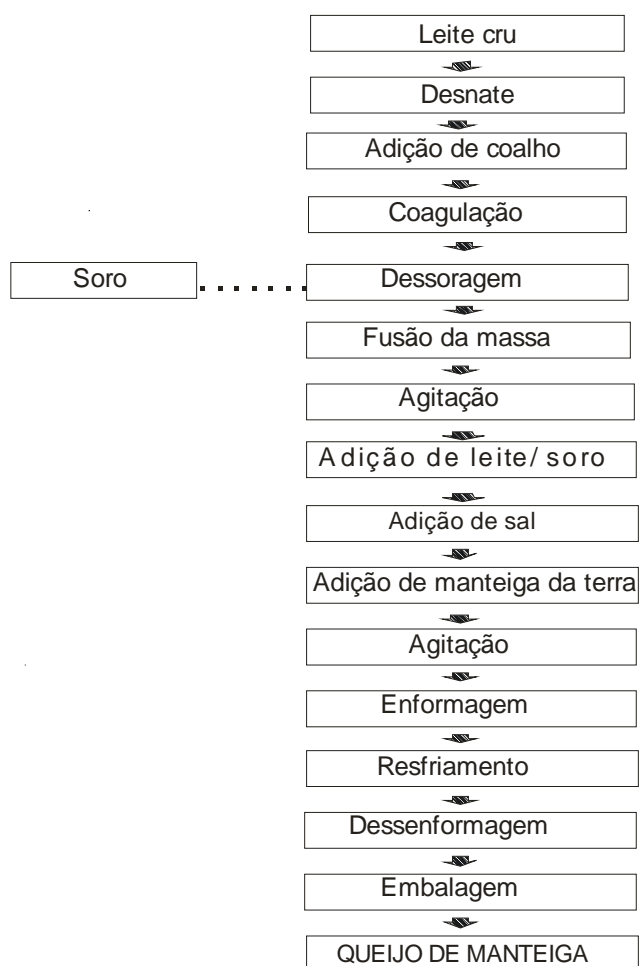 Leite cru
Desnate
Adição de coalho
Coagulação
Soro
Dessoragem
Fusão da massa
Agitação
Adição de leite/ soro
Adição de sal
Adição de manteiga da terra
Agitação
Enformagem
Resfriamento
Dessenformagem
Embalagem
QUEIJO DE MANTEIGA